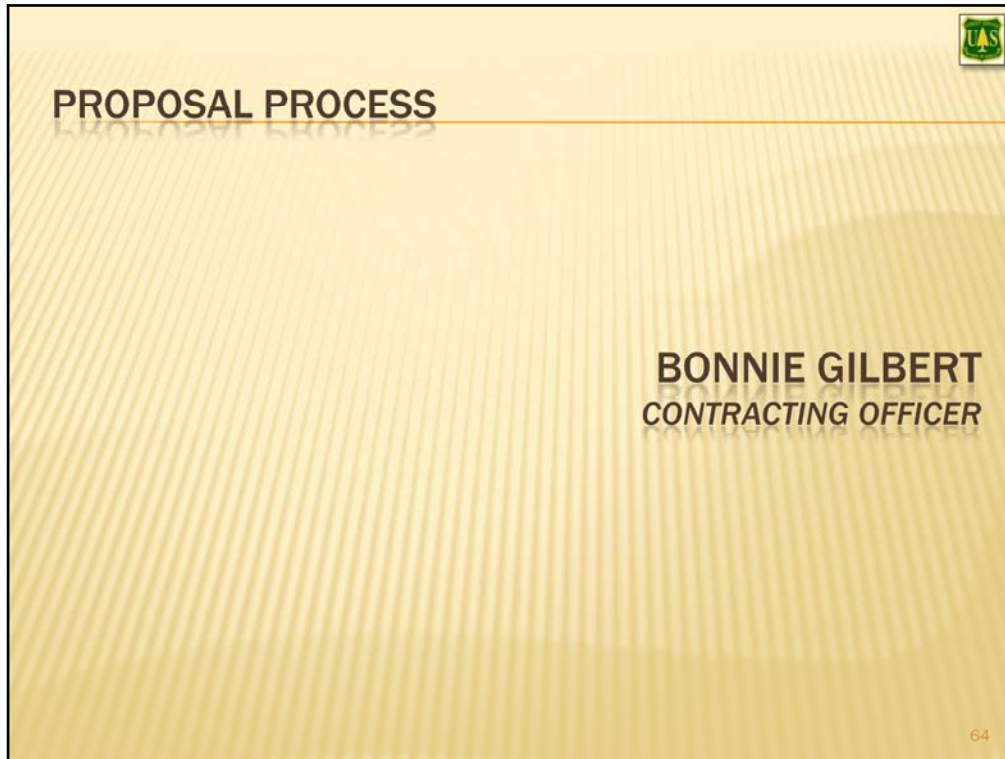 U S
PROPOSAL PROCESS
BONNIE GILBERT
CONTRACTING OFFICER
64